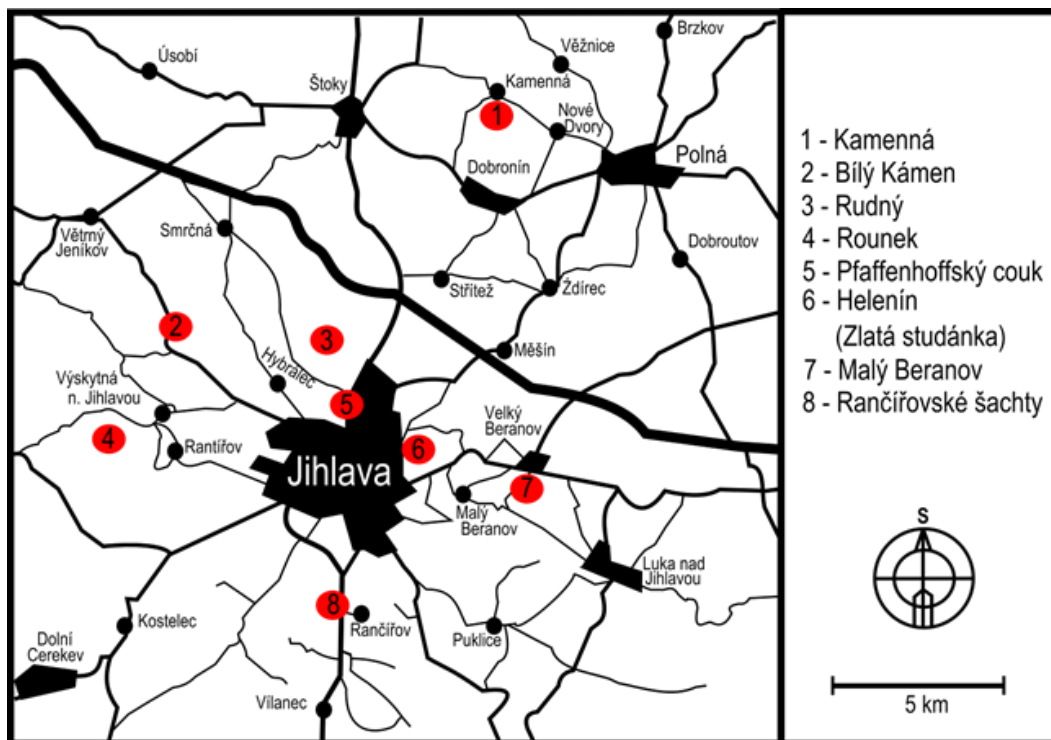 Brzkov
Úsobí
Věžnice
Štoky
Kamenná
1
Nové
Dvory
Polná
Dobronín
Větrný
Jeníkov
Smrčná
Dobroutov
Střítež
Ždírec
2
3
Měšín
Hybrálec
Výskytná
n. Jihlavou
5
4
Rantířov
6
Velký
Beranov
Jihlava
7
Malý
Beranov
Luka nad
Jihlavou
8
Rančířov
Kostelec
Puklice
Dolní
Cerekev
Vílanec
1 - Kamenná
2 - Bílý Kámen
3 - Rudný
4 - Rounek
5 - Pfaffenhoffský couk
6 - Helenín
(Zlatá studánka)
7 - Malý Beranov
8 - Rančířovské šachty
S
5 km